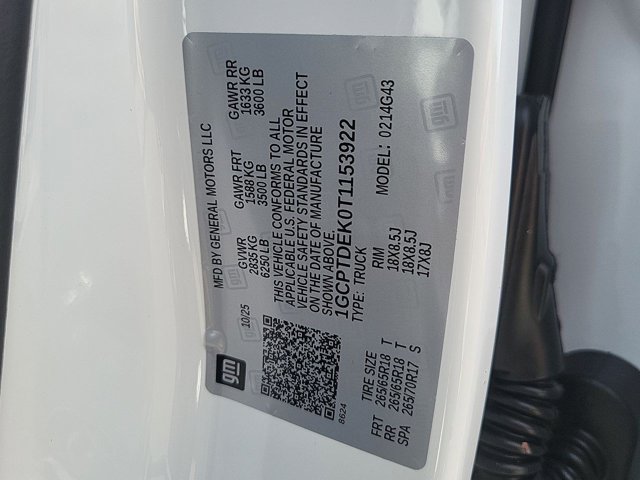 MFD BY GENERAL MOTORS LLC
gm 10/25 GVWR GAWR FRT GAWR RR
2835 KG 1588 KG 1633 KG
6250 LB 3500 LB 3600 LB
THIS VEHICLE CONFORMS TO ALL
APPLICABLE U.S. FEDERAL MOTOR
VEHICLE SAFETY STANDARDS IN EFFECT
ON THE DATE OF MANUFACTURE
SHOWN ABOVE.
1GCPTDEK0T1153922
TYPE: TRUCK MODEL: 0214G43
8624
TIRE SIZE RIM
FRT 265/65R18 T 18X8.5J
RR 265/65R18 T 18X8.5J
SPA 265/70R17 S 17X8J